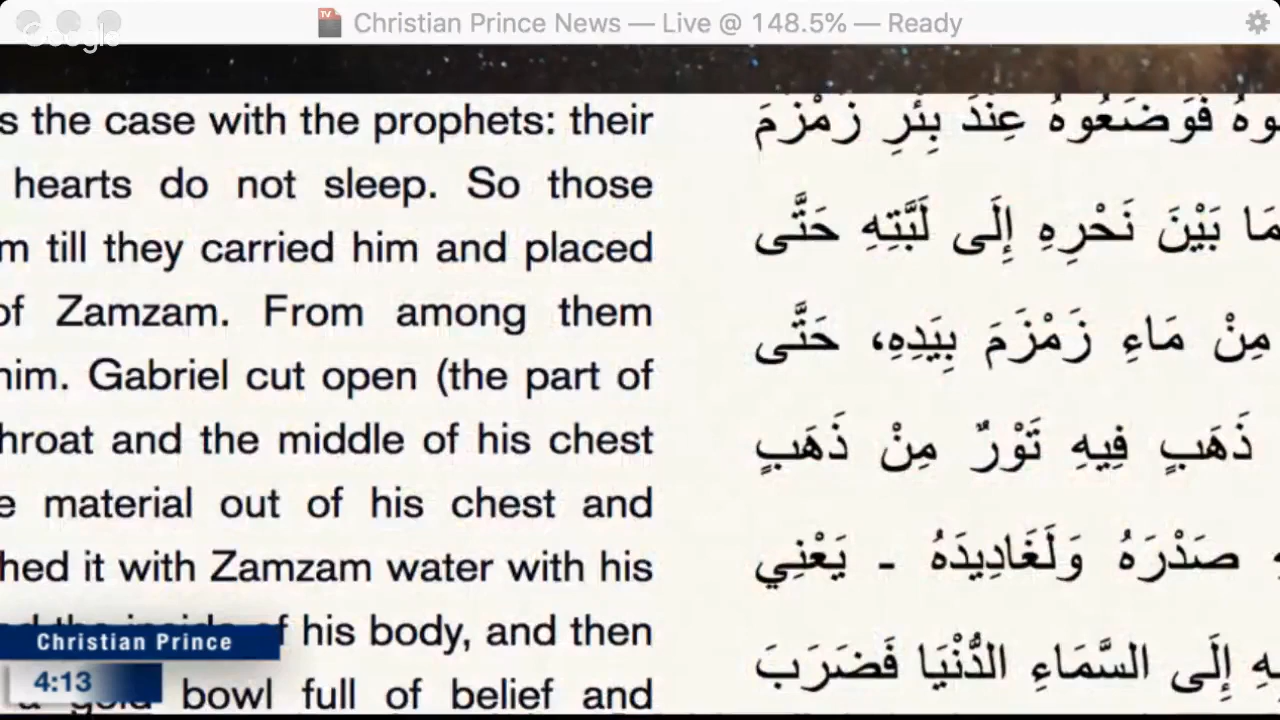 Christian Prince News — Live @ 148.5% — Ready
Google
s the case with the prophets: their
hearts do not sleep. So those
m till they carried him and placed
of Zamzam. From among them
him. Gabriel cut open (the part of
hroat and the middle of his chest
e material out of his chest and
hed it with Zamzam water with his
of his body, and then
bowl full of belief and
وهُ فَوَضَعُوهُ عِنْدَ بِئْرِ زَمْزَمَ
مَا بَيْنَ نَحْرِهِ إِلَى لَبَّتِهِ حَتَّى
مِنْ مَاءِ زَمْزَمَ بِيَدِهِ، حَتَّى
ذَهَبٍ فِيهِ تَوْرٌ مِنْ ذَهَبٍ
صَدْرَهُ وَلَغَادِيدَهُ ـ يَعْنِي
هِ إِلَى السَّمَاءِ الدُّنْيَا فَضَرَبَ
Christian Prince
4:13